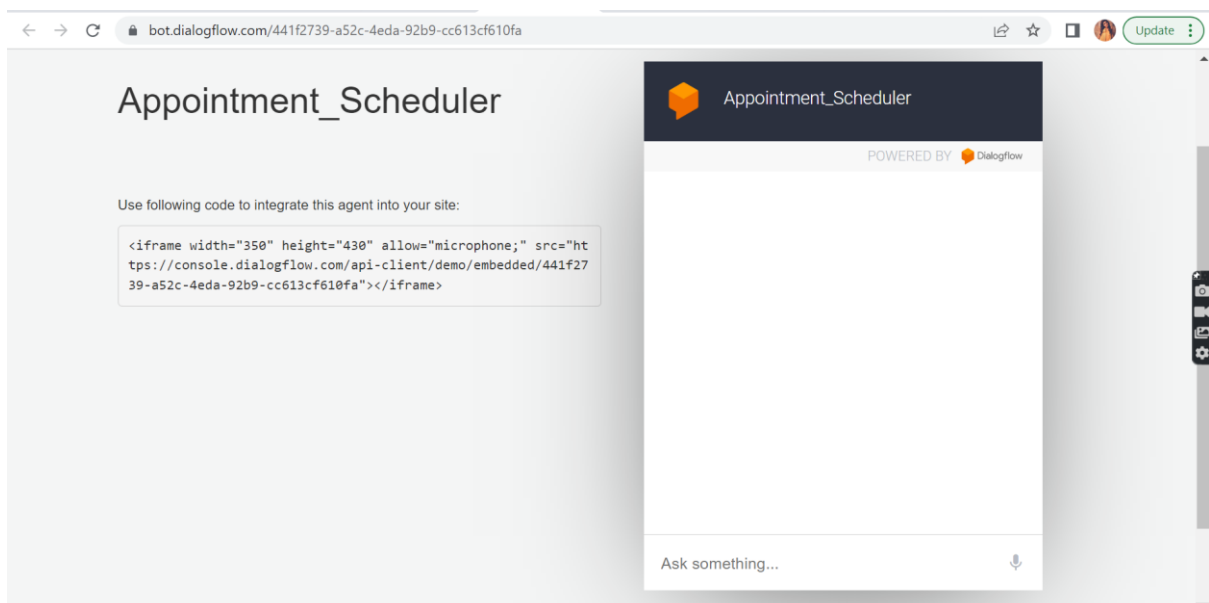 bot.dialogflow.com/441f2739-a52c-4eda-92b9-cc613cf610fa
Update
Appointment_Scheduler
Use following code to integrate this agent into your site:
<iframe width="350" height="430" allow="microphone;" src="ht
tps://console.dialogflow.com/api-client/demo/embedded/441f27
39-a52c-4eda-92b9-cc613cf610fa"></iframe>
Appointment_Scheduler
POWERED BY Dialogflow
Ask something...